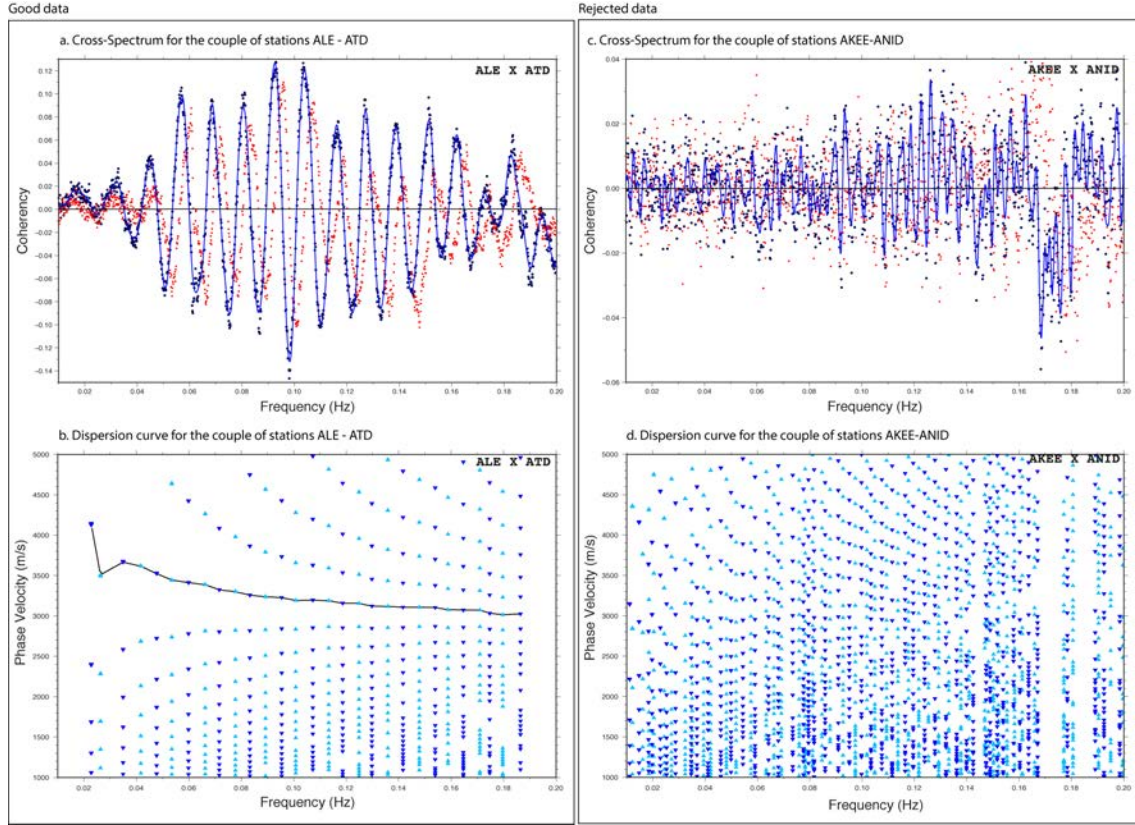 Good data
Rejected data
a. Cross-Spectrum for the couple of stations ALE - ATD
ALE X ATD
Coherency
0.12
0.10
0.08
0.06
0.04
0.02
0.00
−0.02
−0.04
−0.06
−0.08
−0.10
−0.12
−0.14
0.02 0.04 0.06 0.08 0.10 0.12 0.14 0.16 0.18 0.20
Frequency (Hz)
c. Cross-Spectrum for the couple of stations AKEE-ANID
AKEE X ANID
Coherency
0.04
0.02
0.00
−0.02
−0.04
−0.06
0.02 0.04 0.06 0.08 0.10 0.12 0.14 0.16 0.18 0.20
Frequency (Hz)
b. Dispersion curve for the couple of stations ALE - ATD
ALE X ATD
Phase Velocity (m/s)
5000
4500
4000
3500
3000
2500
2000
1500
1000
0.02 0.04 0.06 0.08 0.10 0.12 0.14 0.16 0.18 0.20
Frequency (Hz)
d. Dispersion curve for the couple of stations AKEE-ANID
AKEE X ANID
Phase Velocity (m/s)
5000
4500
4000
3500
3000
2500
2000
1500
1000
0.02 0.04 0.06 0.08 0.10 0.12 0.14 0.16 0.18 0.20
Frequency (Hz)